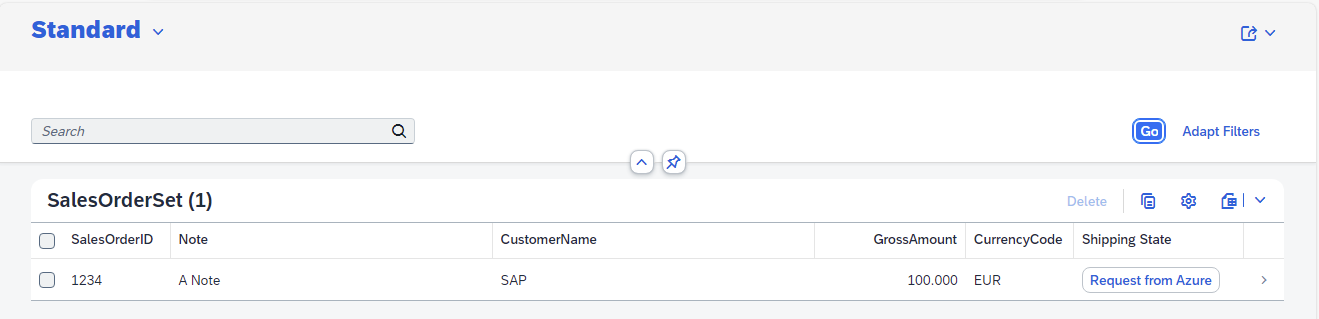 Standard
Search
Go
Adapt Filters
SalesOrderSet (1)
Delete
SalesOrderID Note CustomerName GrossAmount CurrencyCode Shipping State
1234 A Note SAP 100.000 EUR Request from Azure